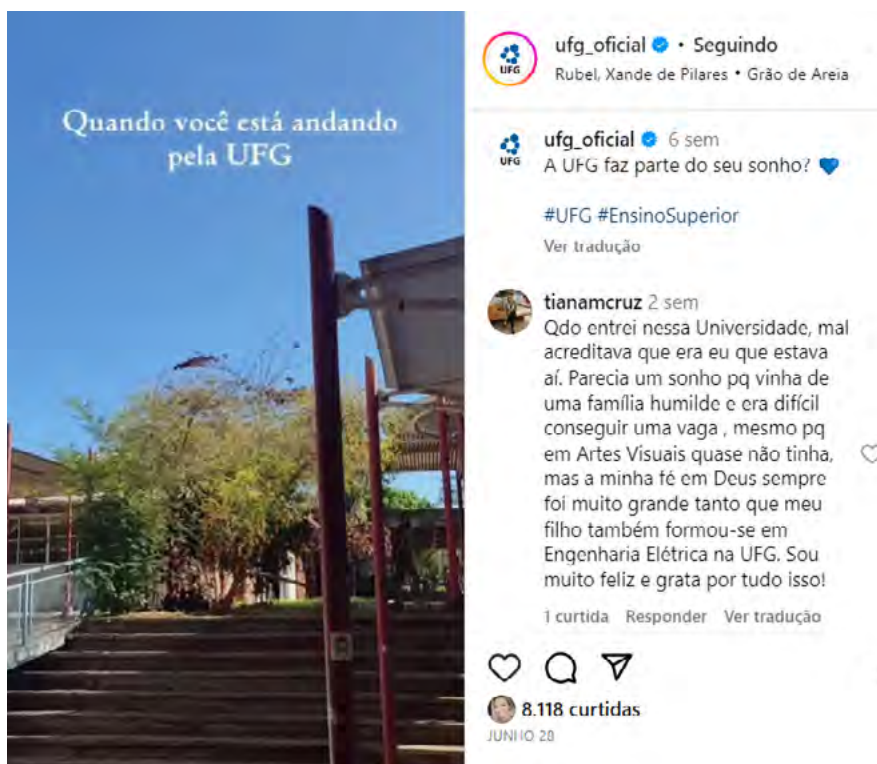 Quando você está andando
pela UFG
UFG
ufg_oficial • Seguindo
Rubel, Xande de Pilares • Grão de Areia
UFG
ufg_oficial 6 sem
A UFG faz parte do seu sonho? 💙
#UFG #EnsinoSuperior
Ver tradução
tianamcruz 2 sem
Qdo entrei nessa Universidade, mal
acreditava que era eu que estava
aí. Parecia um sonho pq vinha de
uma família humilde e era difícil
conseguir uma vaga , mesmo pq
em Artes Visuais quase não tinha,
mas a minha fé em Deus sempre
foi muito grande tanto que meu
filho também formou-se em
Engenharia Elétrica na UFG. Sou
muito feliz e grata por tudo isso!
1 curtida Responder Ver tradução
8.118 curtidas
JUNHO 28